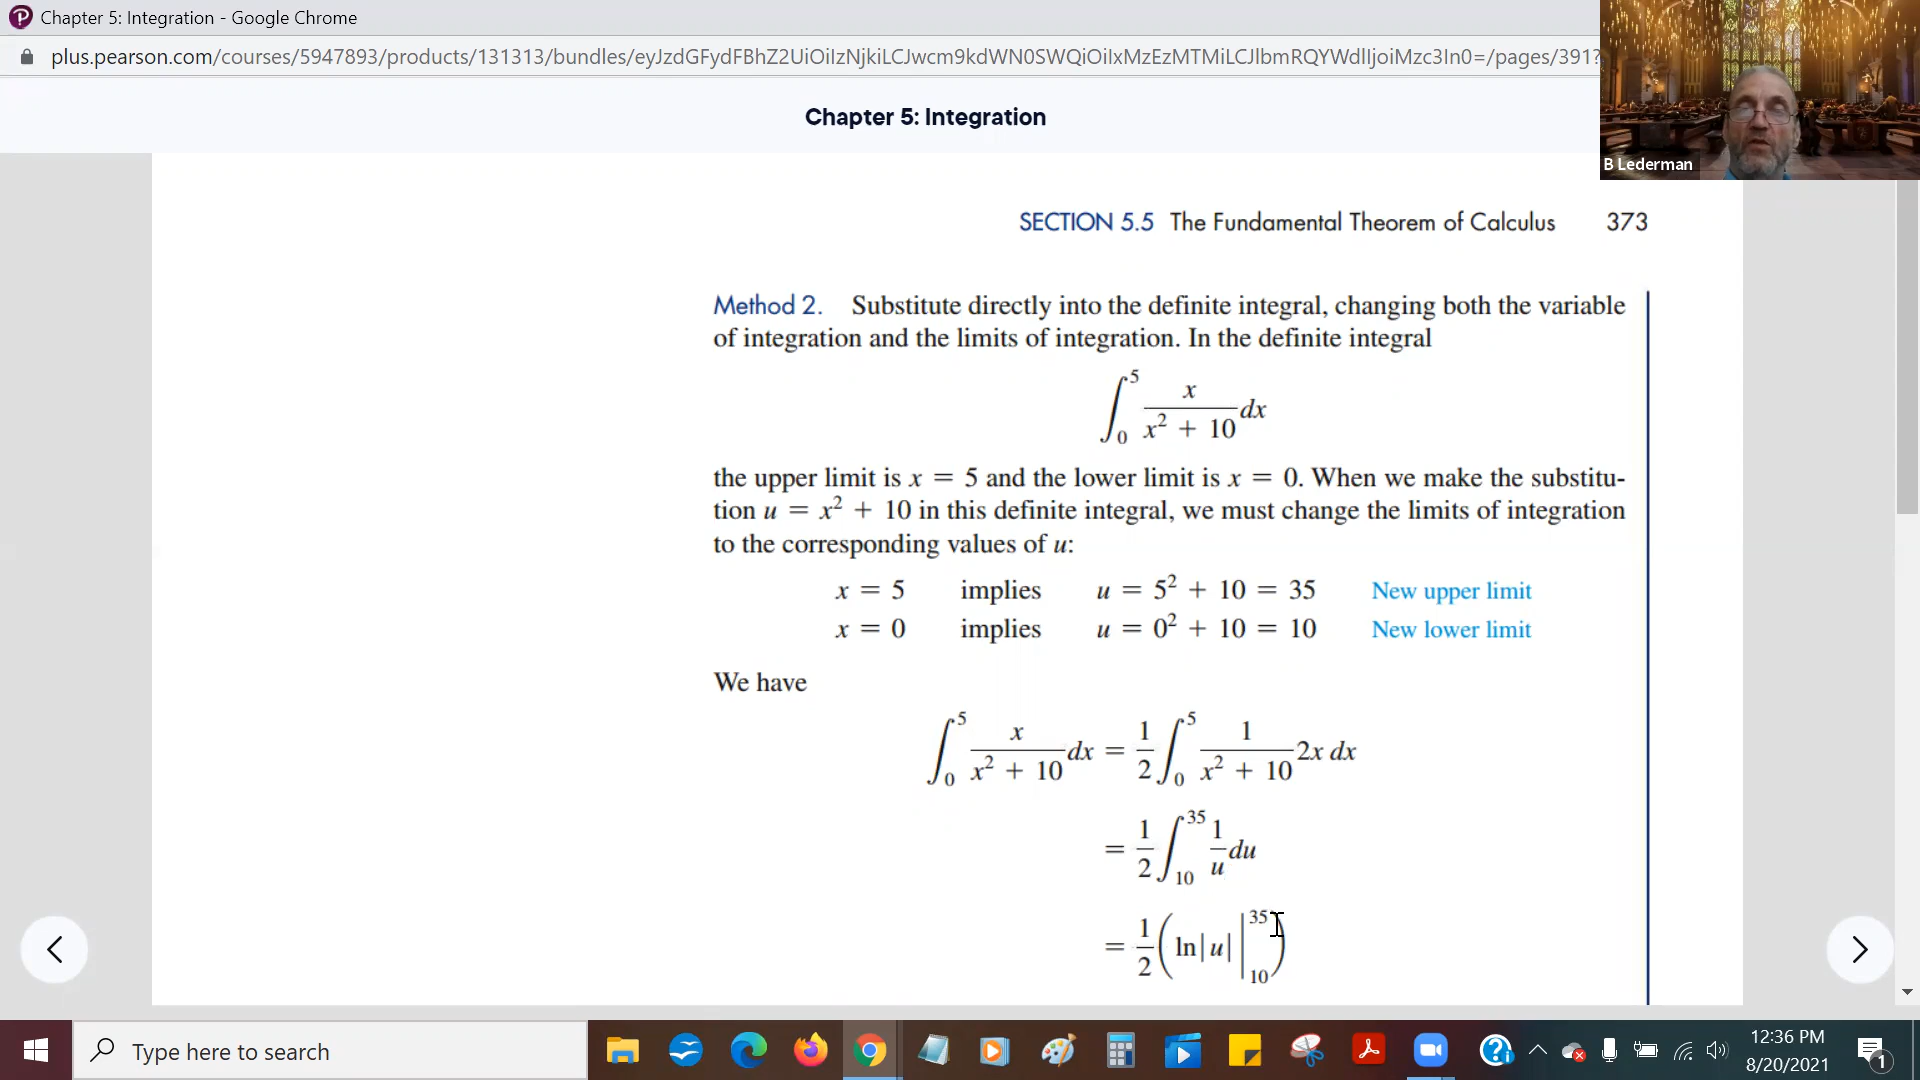 Chapter 5: Integration - Google Chrome
plus.pearson.com/courses/5947893/products/131313/bundles/eyJzdGFydFBhZ2UiOiIzNjkiLCJwcm9kdWN0SWQiOiIxMzEzMTMiLCJlbmRQYWdlIjoiMzc3In0=/pages/391?
Chapter 5: Integration
B Lederman
SECTION 5.5 The Fundamental Theorem of Calculus 373
Method 2. Substitute directly into the definite integral, changing both the variable
of integration and the limits of integration. In the definite integral
∫₀⁵ x/(x² + 10) dx
the upper limit is x = 5 and the lower limit is x = 0. When we make the substitu-
tion u = x² + 10 in this definite integral, we must change the limits of integration
to the corresponding values of u:
x = 5 implies u = 5² + 10 = 35 New upper limit
x = 0 implies u = 0² + 10 = 10 New lower limit
We have
∫₀⁵ x/(x² + 10) dx = 1/2 ∫₀⁵ 1/(x² + 10) 2x dx
= 1/2 ∫₁₀³⁵ 1/u du
= 1/2 (ln|u| |₁₀³⁵)
Type here to search
12:36 PM
8/20/2021
1